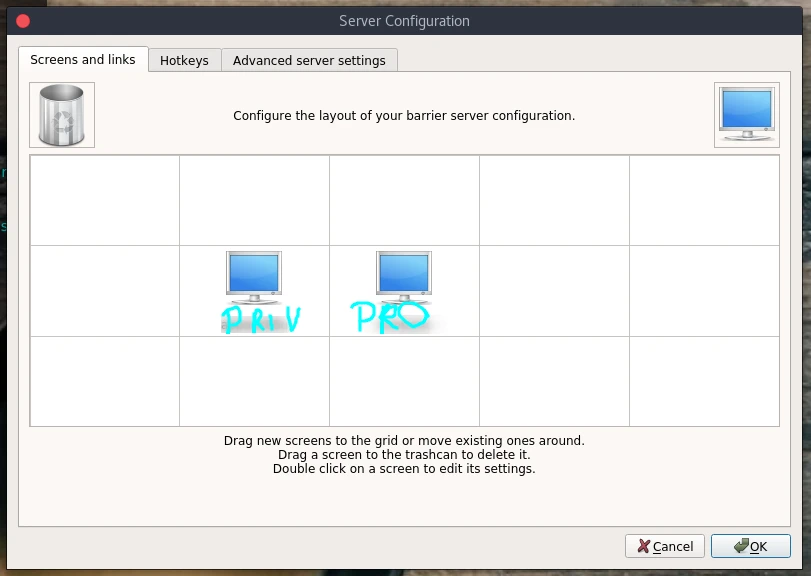 Server Configuration
Screens and links
Hotkeys
Advanced server settings
Configure the layout of your barrier server configuration.
PRIV
PRO
Drag new screens to the grid or move existing ones around.
Drag a screen to the trashcan to delete it.
Double click on a screen to edit its settings.
Cancel
OK